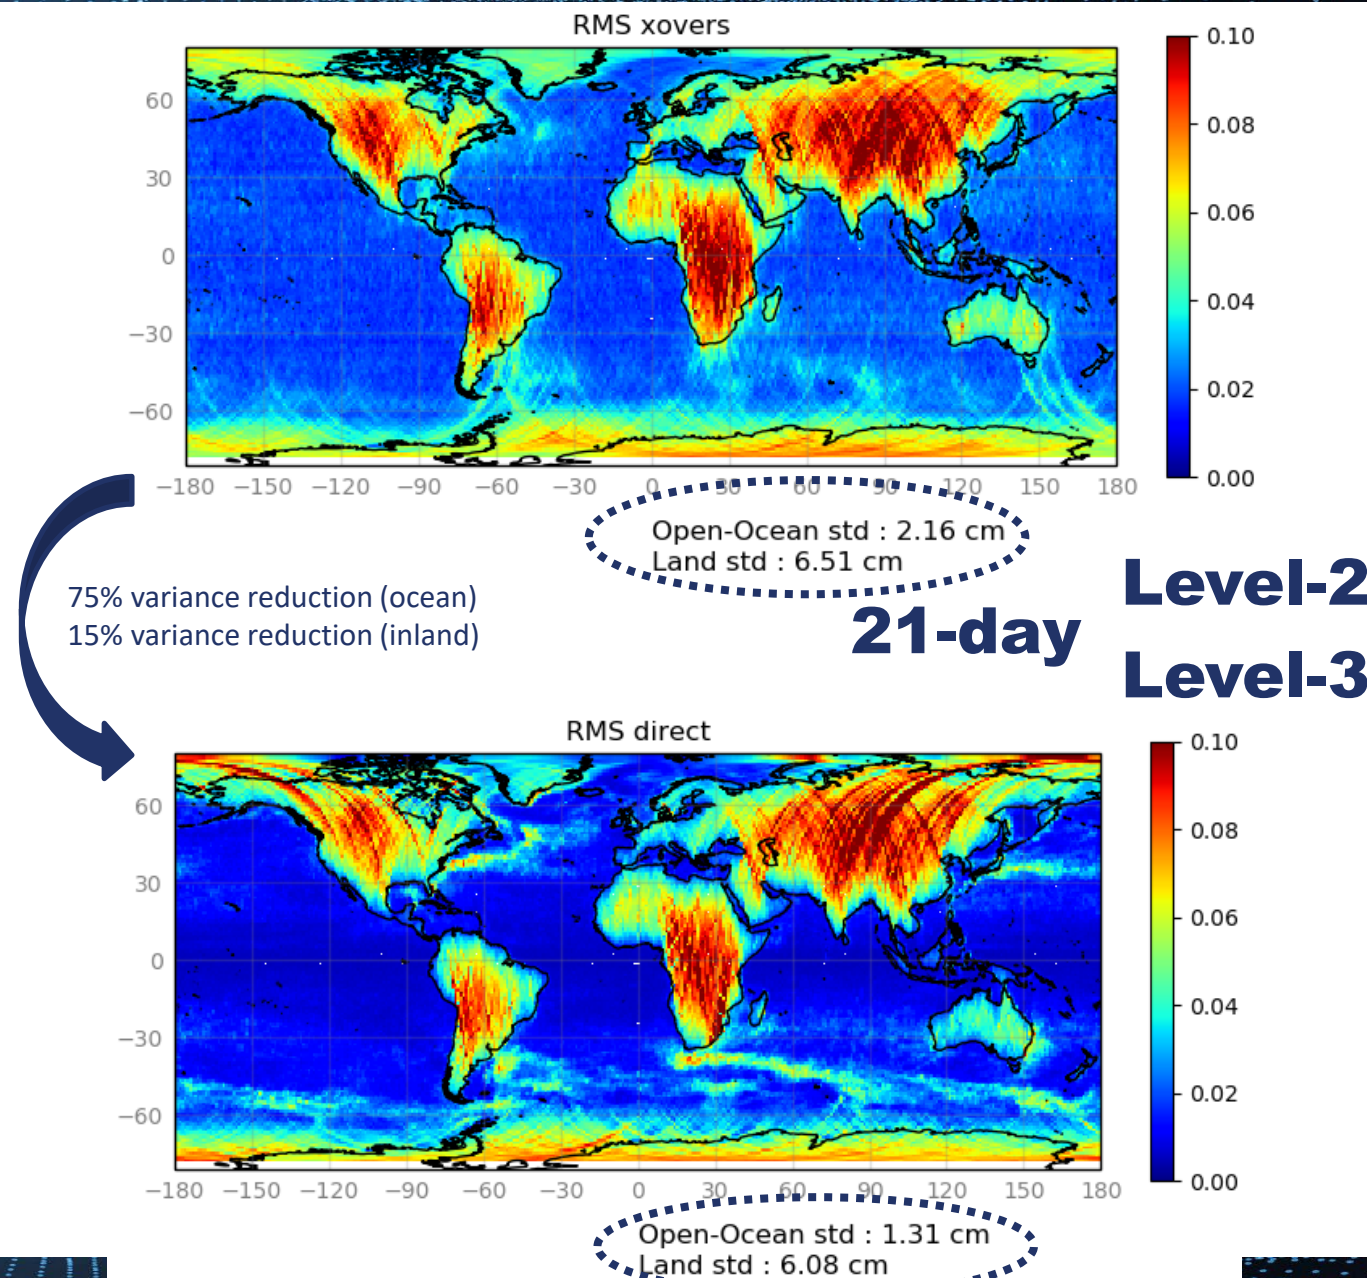 RMS xovers
0.10
0.08
0.06
0.04
0.02
0.00
60
30
0
−30
−60
−180 −150 −120 −90 −60 −30 0 30 60 90 120 150 180
Open-Ocean std : 2.16 cm
Land std : 6.51 cm
75% variance reduction (ocean)
15% variance reduction (inland)
21-day
Level-2
Level-3
RMS direct
0.10
0.08
0.06
0.04
0.02
0.00
60
30
0
−30
−60
−180 −150 −120 −90 −60 −30 0 30 60 90 120 150 180
Open-Ocean std : 1.31 cm
Land std : 6.08 cm